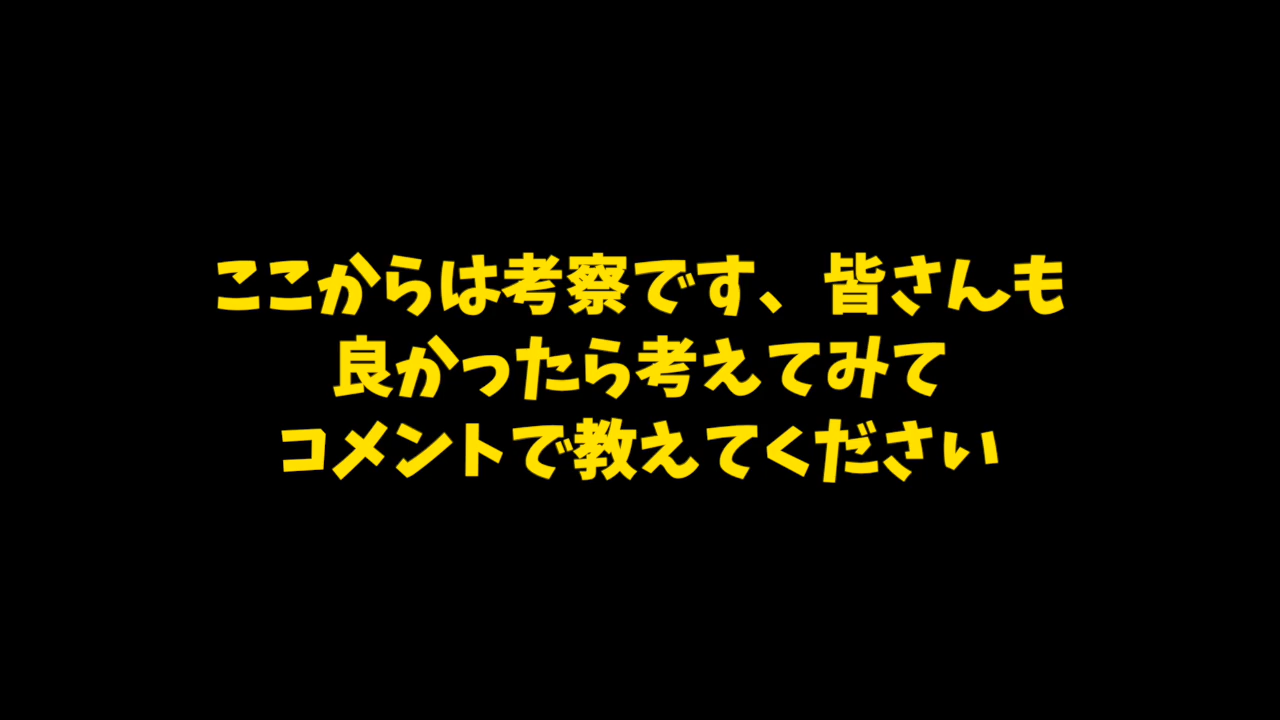 ここからは考察です、皆さんも
良かったら考えてみて
コメントで教えてください